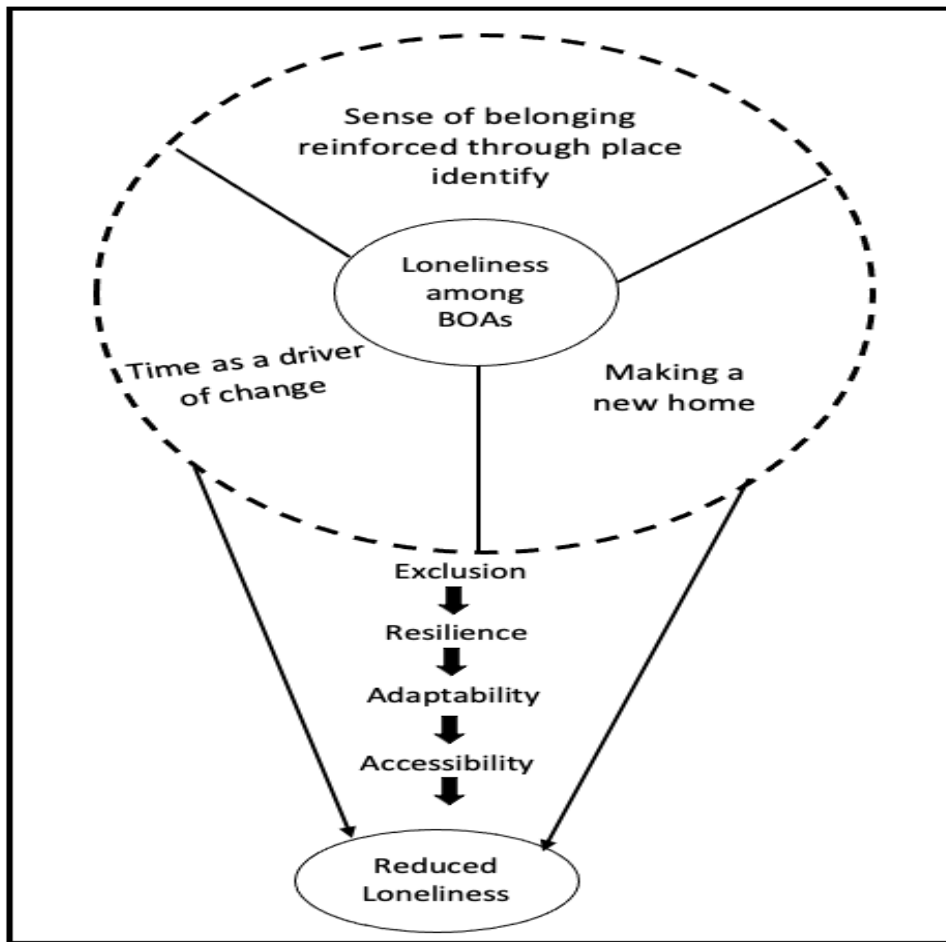 Sense of belonging
reinforced through place
identify
Loneliness
among
BOAs
Time as a driver
of change
Making a
new home
Exclusion
Resilience
Adaptability
Accessibility
Reduced
Loneliness